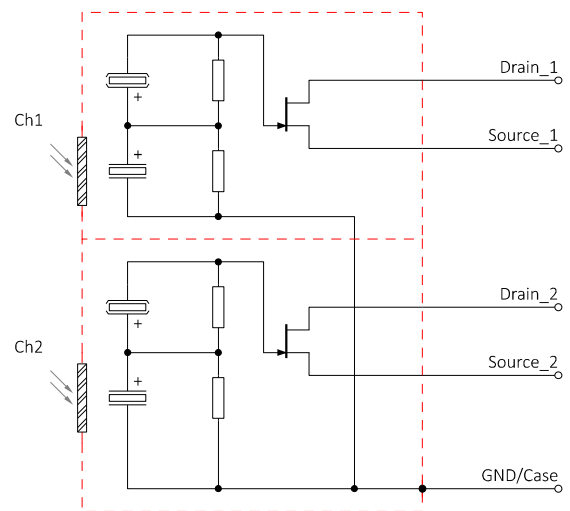 Drain_1
Ch1
+
Source_1
+
Drain_2
+
Ch2
Source_2
+
GND/Case